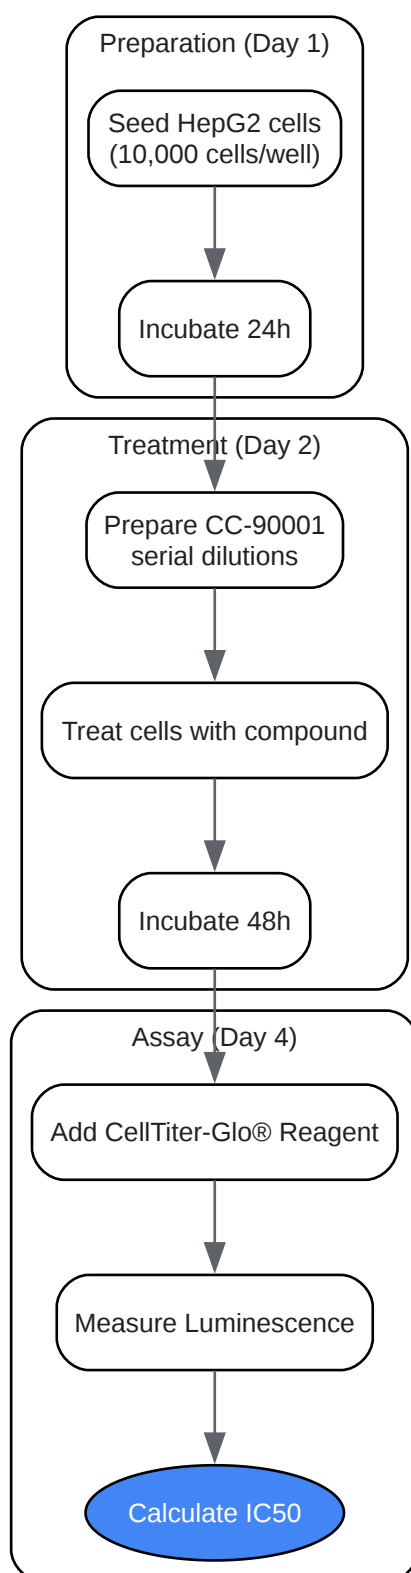 Preparation (Day 1)
Seed HepG2 cells
(10,000 cells/well)
Incubate 24h
Treatment (Day 2)
Prepare CC-90001
serial dilutions
Treat cells with compound
Incubate 48h
Assay (Day 4)
Add CellTiter-Glo® Reagent
Measure Luminescence
Calculate IC50